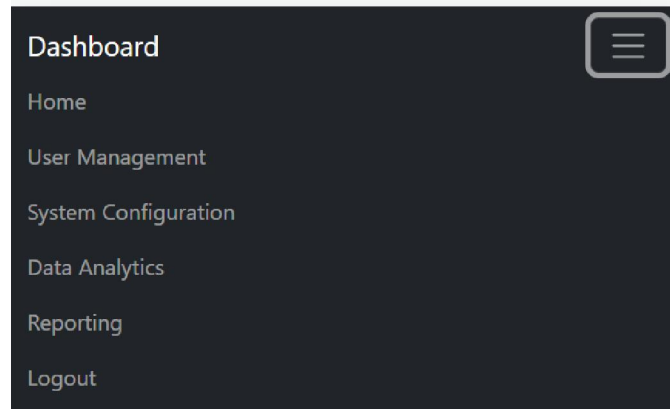 Dashboard
Home
User Management
System Configuration
Data Analytics
Reporting
Logout